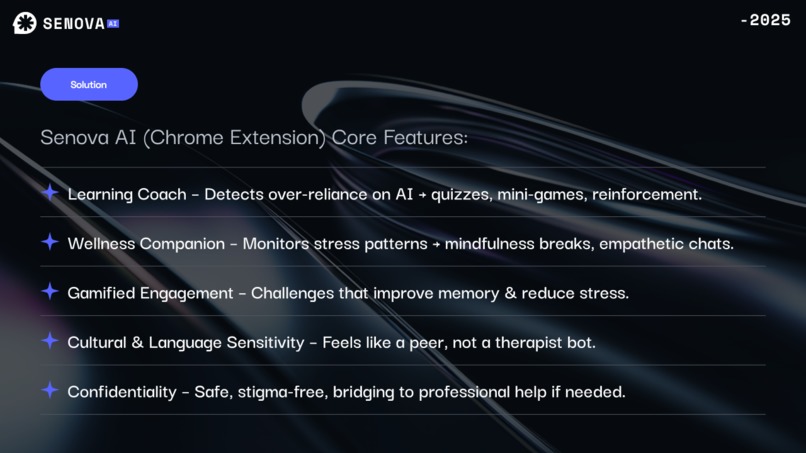 SENOVA AI
-2025
Solution
Senova AI (Chrome Extension) Core Features:
Learning Coach – Detects over-reliance on AI → quizzes, mini-games, reinforcement.
Wellness Companion – Monitors stress patterns → mindfulness breaks, empathetic chats.
Gamified Engagement – Challenges that improve memory & reduce stress.
Cultural & Language Sensitivity – Feels like a peer, not a therapist bot.
Confidentiality – Safe, stigma-free, bridging to professional help if needed.